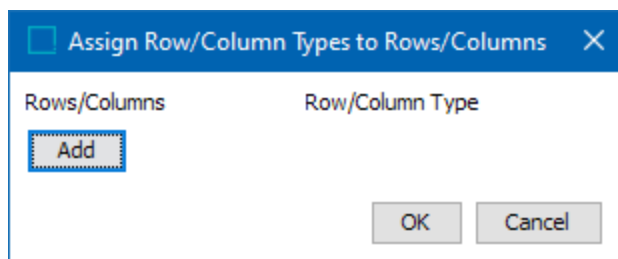 Assign Row/Column Types to Rows/Columns
Rows/Columns Row/Column Type
Add
OK Cancel